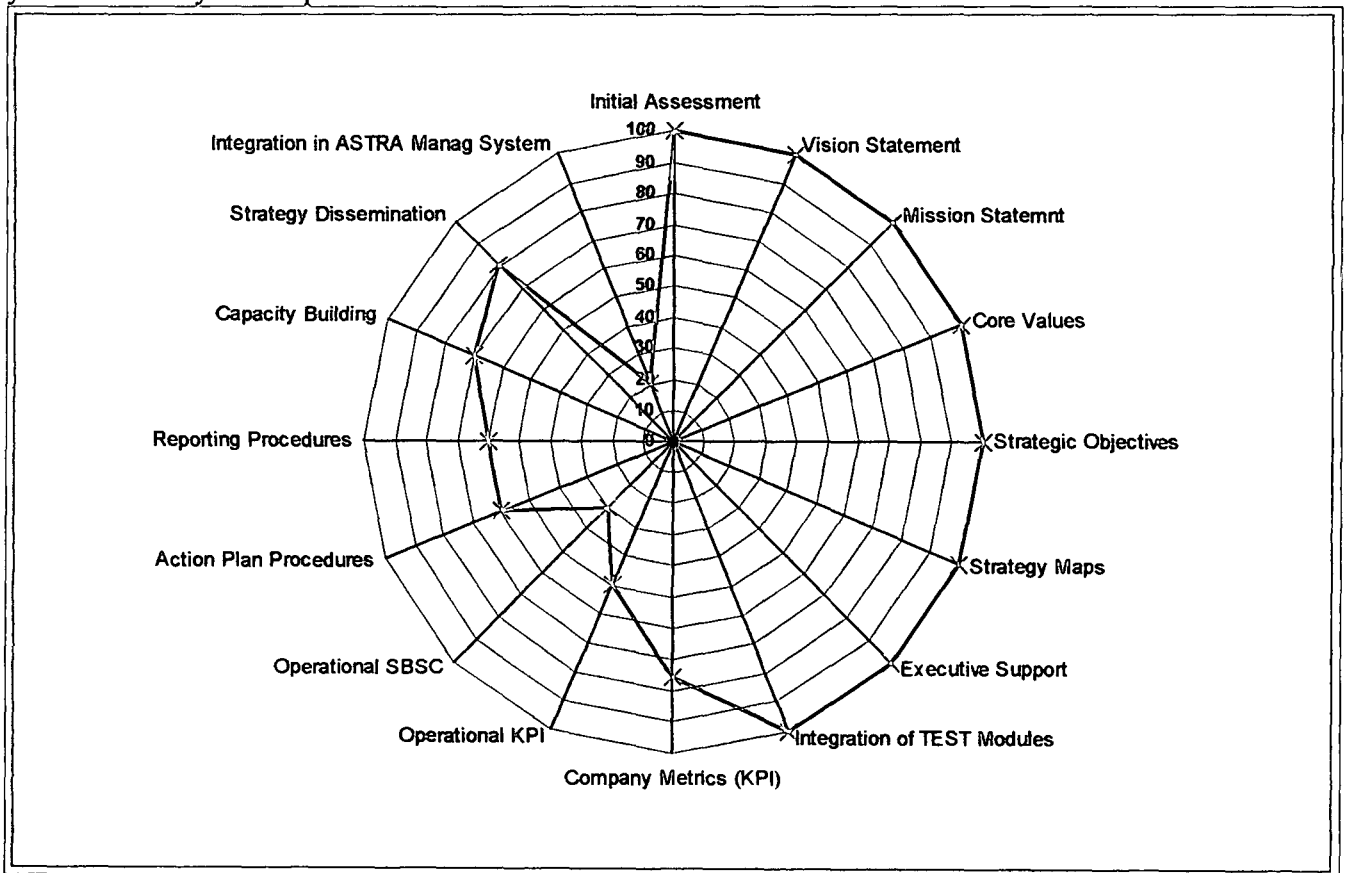 Initial Assessment
Vision Statement
Mission Statemnt
Core Values
Strategic Objectives
Strategy Maps
Executive Support
Integration of TEST Modules
Company Metrics (KPI)
Operational KPI
Operational SBSC
Action Plan Procedures
Reporting Procedures
Capacity Building
Strategy Dissemination
Integration in ASTRA Manag System
100
90
80
70
60
50
40
30
20
10
0